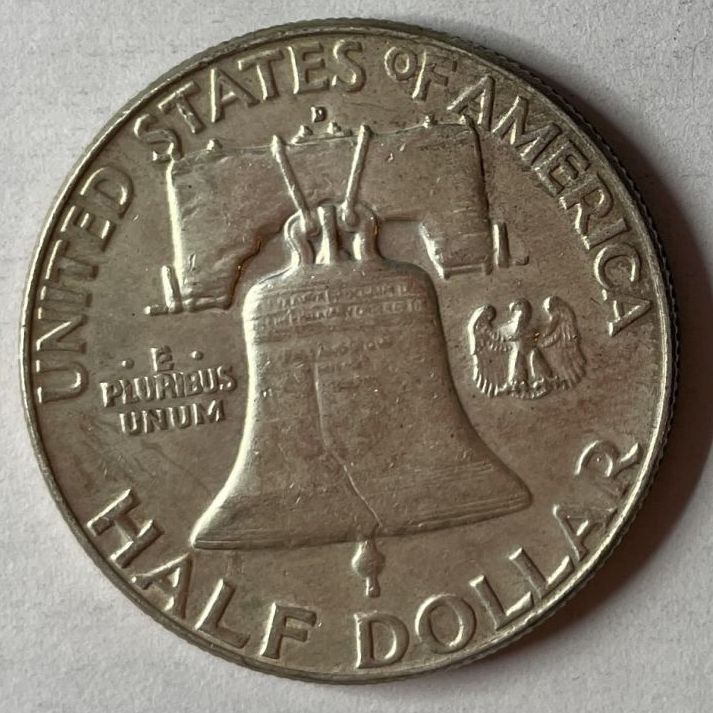 UNITED STATES OF AMERICA
D
· E ·
PLURIBUS
UNUM
HALF DOLLAR